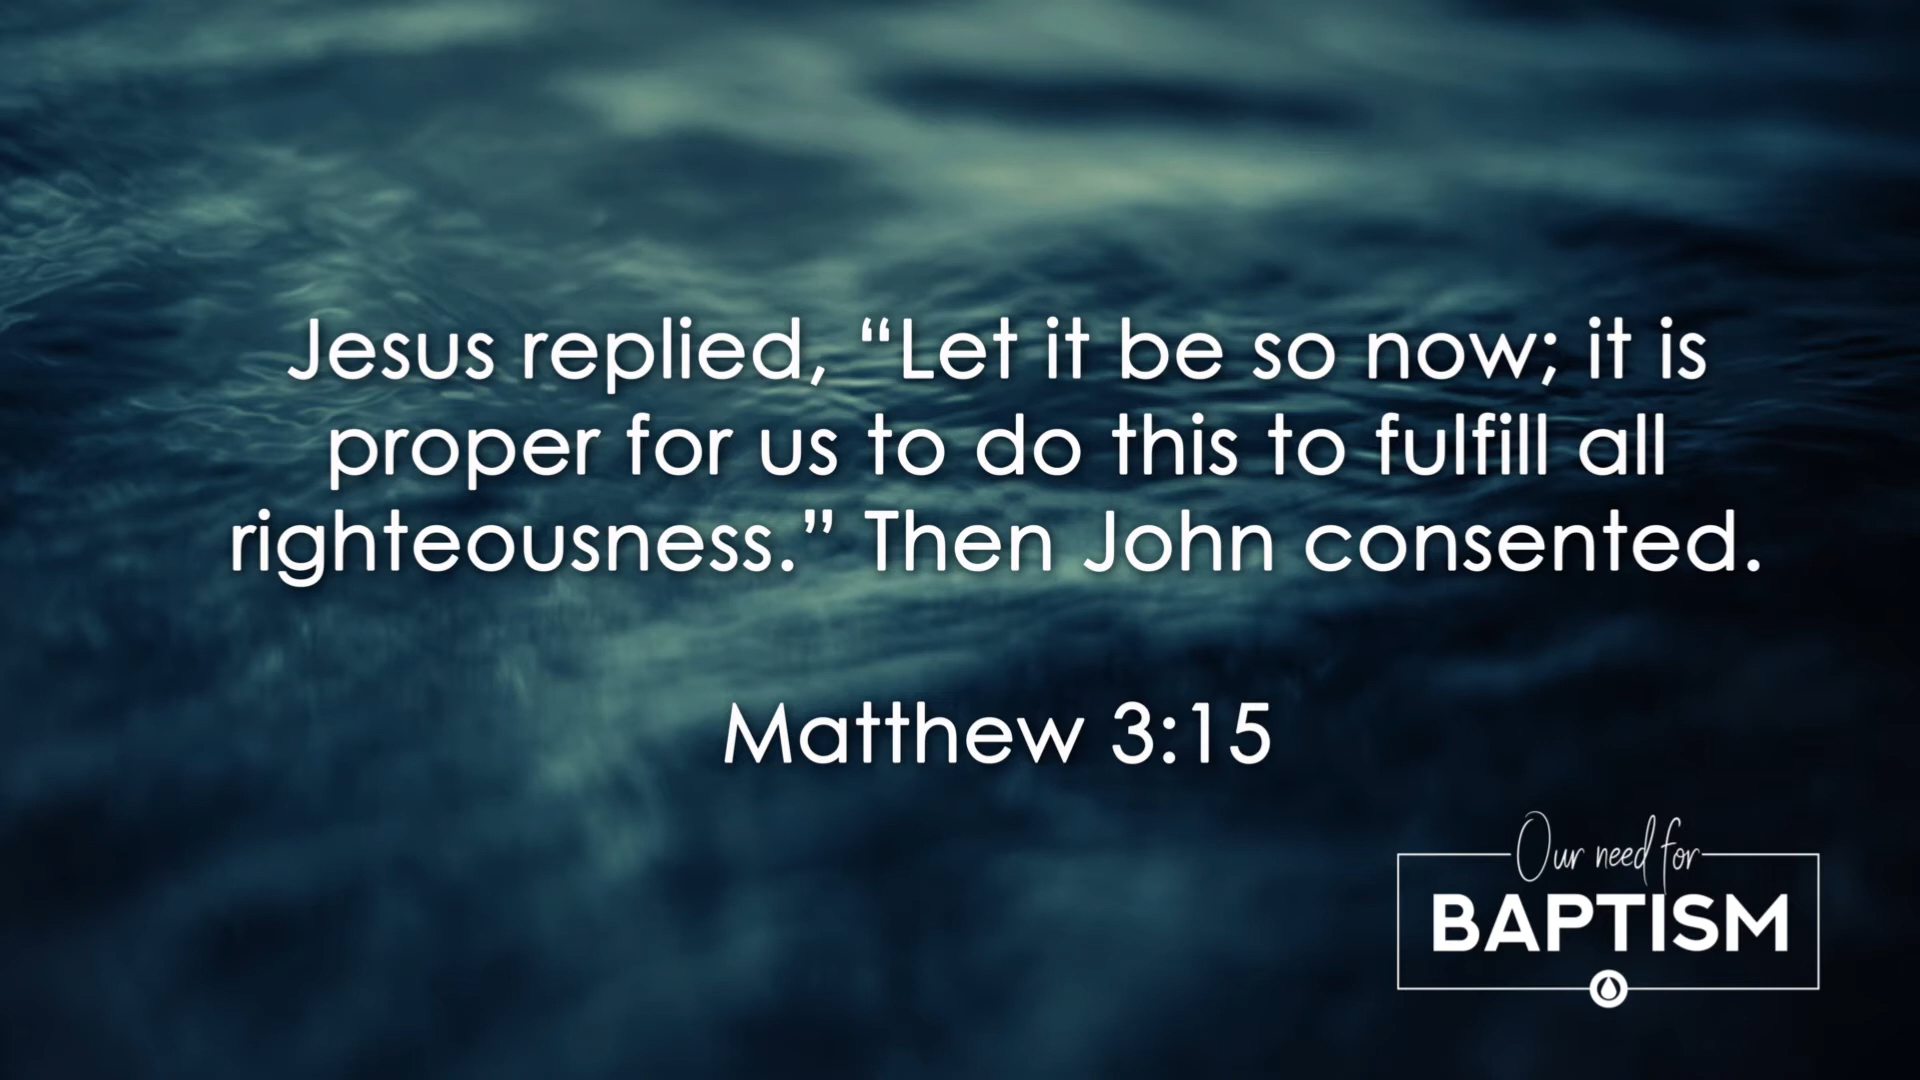 Jesus replied, “Let it be so now; it is
proper for us to do this to fulfill all
righteousness.” Then John consented.
Matthew 3:15
Our need for
BAPTISM